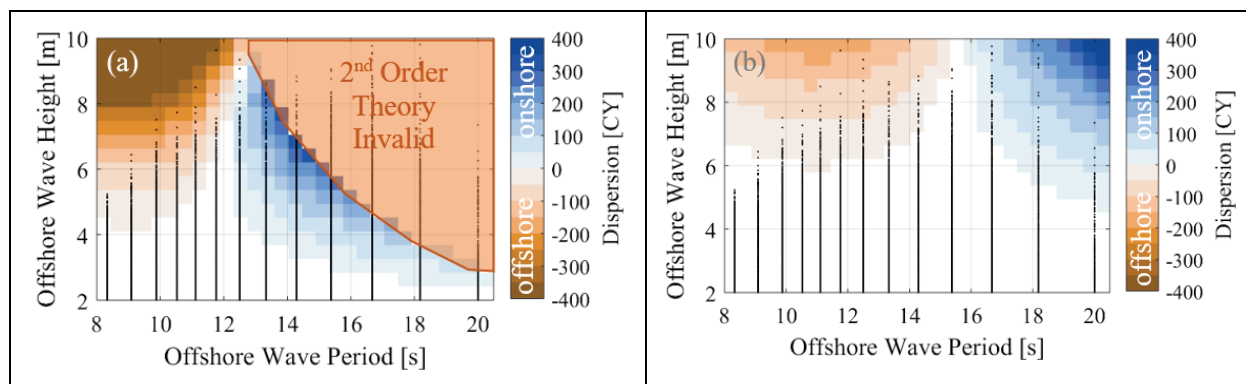 (a)
2nd Order
Theory
Invalid
Offshore Wave Height [m]
10
8
6
4
2
8 10 12 14 16 18 20
Offshore Wave Period [s]
onshore
offshore
400
300
200
100
0
-100
-200
-300
-400
Dispersion [CY]
(b)
Offshore Wave Height [m]
10
8
6
4
2
8 10 12 14 16 18 20
Offshore Wave Period [s]
onshore
offshore
400
300
200
100
0
-100
-200
-300
-400
Dispersion [CY]